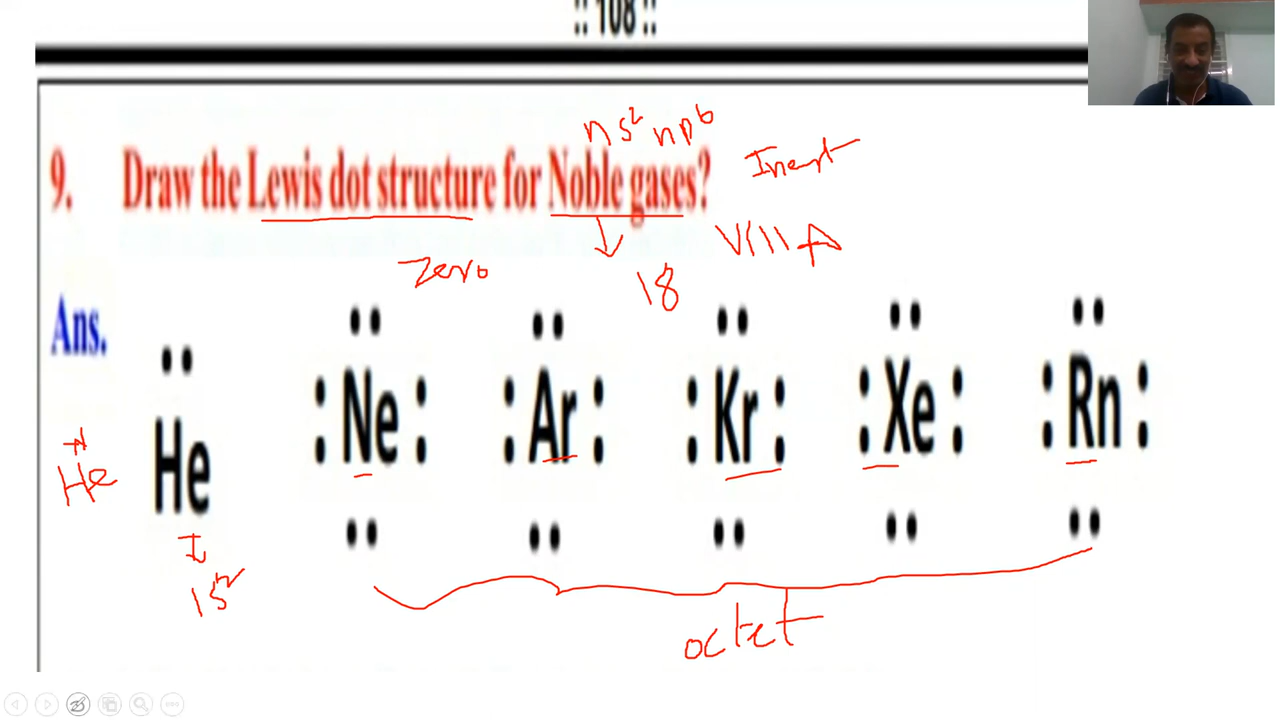 :: 108 ::
ns² np⁶
9. Draw the Lewis dot structure for Noble gases?
Inert
VIII A
Zero
18
Ans.
He Ne Ar Kr Xe Rn
He
1s²
octet